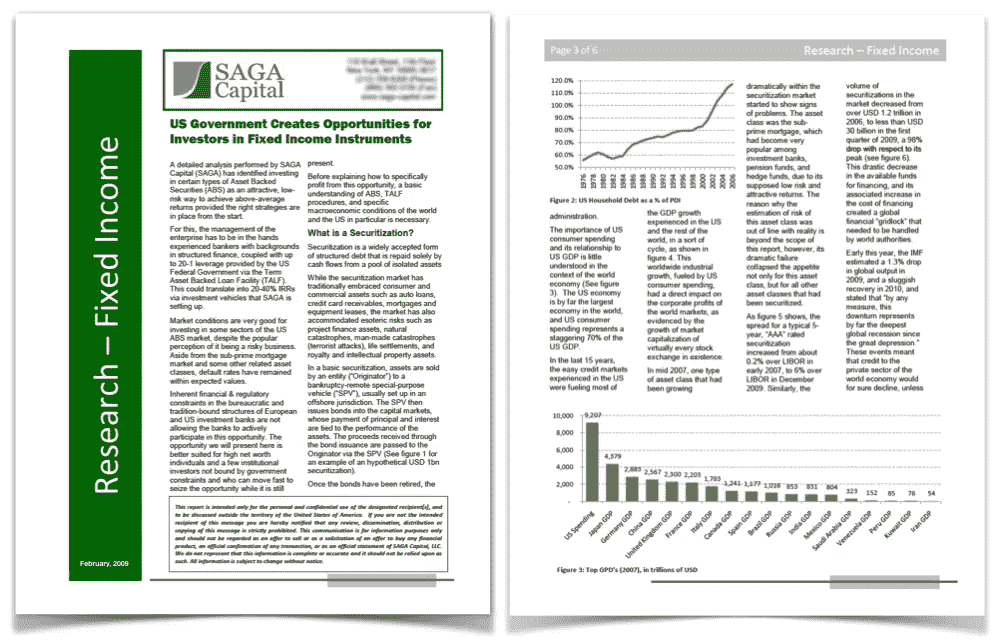 Research – Fixed Income
February, 2009
SAGA
Capital
US Government Creates Opportunities for
Investors in Fixed Income Instruments
A detailed analysis performed by SAGA
Capital (SAGA) has identified investing
in certain types of Asset Backed
Securities (ABS) as an attractive, low-
risk way to achieve above-average
returns provided the right strategies are
in place from the start.
For this, the management of the
enterprise has to be in the hands
experienced bankers with backgrounds
in structured finance, coupled with up
to 20-1 leverage provided by the US
Federal Government via the Term
Asset Backed Loan Facility (TALF).
This could translate into 20-40% IRRs
via investment vehicles that SAGA is
setting up.
Market conditions are very good for
investing in some sectors of the US
ABS market, despite the popular
perception of it being a risky business.
Aside from the sub-prime mortgage
market and some other related asset
classes, default rates have remained
within expected values.
Inherent financial & regulatory
constraints in the bureaucratic and
tradition-bound structures of European
and US investment banks are not
allowing the banks to actively
participate in this opportunity. The
opportunity we will present here is
better suited for high net worth
individuals and a few institutional
investors not bound by government
constraints and who can move fast to
seize the opportunity while it is still
present.
Before explaining how to specifically
profit from this opportunity, a basic
understanding of ABS, TALF
procedures, and specific
macroeconomic conditions of the world
and the US in particular is necessary.
What is a Securitization?
Securitization is a widely accepted form
of structured debt that is repaid solely by
cash flows from a pool of isolated assets
While the securitization market has
traditionally embraced consumer and
commercial assets such as auto loans,
credit card receivables, mortgages and
equipment leases, the market has also
accommodated esoteric risks such as
project finance assets, natural
catastrophes, man-made catastrophes
(terrorist attacks), life settlements, and
royalty and intellectual property assets.
In a basic securitization, assets are sold
by an entity ("Originator") to a
bankruptcy-remote special-purpose
vehicle ("SPV"), usually set up in an
offshore jurisdiction. The SPV then
issues bonds into the capital markets,
whose payment of principal and interest
are tied to the performance of the
assets. The proceeds received through
the bond issuance are passed to the
Originator via the SPV (See figure 1 for
an example of an hypothetical USD 1bn
securitization).
Once the bonds have been retired, the
This report is intended only for the personal and confidential use of the designated recipient(s), and
to be discussed outside the territory of the United States of America. If you are not the intended
recipient of this message you are hereby notified that any review, dissemination, distribution or
copying of this message is strictly prohibited. This communication is for information purposes only
and should not be regarded as an offer to sell or as a solicitation of an offer to buy any financial
product, an official confirmation of any transaction, or as an official statement of SAGA Capital, LLC.
We do not represent that this information is complete or accurate and it should not be relied upon as
such. All information is subject to change without notice.
Page 3 of 6
Research – Fixed Income
120.0%
110.0%
100.0%
90.0%
80.0%
70.0%
60.0%
50.0%
1976 1978 1980 1982 1984 1986 1988 1990 1992 1994 1996 1998 2000 2002 2004 2006
Figure 2: US Household Debt as a % of PDI
administration.
The importance of US
consumer spending
and its relationship to
US GDP is little
understood in the
context of the world
economy (See figure
3). The US economy
is by far the largest
economy in the world,
and US consumer
spending represents a
staggering 70% of the
US GDP.
In the last 15 years,
the easy credit markets
experienced in the US
were fueling most of
the GDP growth
experienced in the US
and the rest of the
world, in a sort of
cycle, as shown in
figure 4. This
worldwide industrial
growth, fueled by US
consumer spending,
had a direct impact on
the corporate profits of
the world markets, as
evidenced by the
growth of market
capitalization of
virtually every stock
exchange in existence.
In mid 2007, one type
of asset class that had
been growing
dramatically within the
securitization market
started to show signs
of problems. The asset
class was the sub-
prime mortgage, which
had become very
popular among
investment banks,
pension funds, and
hedge funds, due to its
supposed low risk and
attractive returns. The
reason why the
estimation of risk of
this asset class was
out of line with reality is
beyond the scope of
this report, however, its
dramatic failure
collapsed the appetite
not only for this asset
class, but for all other
asset classes that had
been securitized.
As figure 5 shows, the
spread for a typical 5-
year, "AAA" rated
securitization
increased from about
0.2% over LIBOR in
early 2007, to 6% over
LIBOR in December
2009. Similarly, the
volume of
securitizations in the
market decreased from
over USD 1.2 trillion in
2006, to less than USD
30 billion in the first
quarter of 2009, a 98%
drop with respect to its
peak (see figure 6).
This drastic decrease
in the available funds
for financing, and its
associated increase in
the cost of financing
created a global
financial "gridlock" that
needed to be handled
by world authorities.
Early this year, the IMF
estimated a 1.3% drop
in global output in
2009, and a sluggish
recovery in 2010, and
stated that "by any
measure, this
downturn represents
by far the deepest
global recession since
the great depression."
These events meant
that credit to the
private sector of the
world economy would
for sure decline, unless
10,000
8,000
6,000
4,000
2,000
-
9,207 4,379 2,883 2,567 2,300 2,203 1,783 1,241 1,177 1,016 853 831 804 323 152 85 76 54
US Spending
Japan GDP
Germany GDP
China GDP
United Kingdom GDP
France GDP
Italy GDP
Canada GDP
Spain GDP
Brazil GDP
Russia GDP
India GDP
Mexico GDP
Saudi Arabia GDP
Venezuela GDP
Peru GDP
Kuwait GDP
Iran GDP
Figure 3: Top GPD's (2007), in trillions of USD